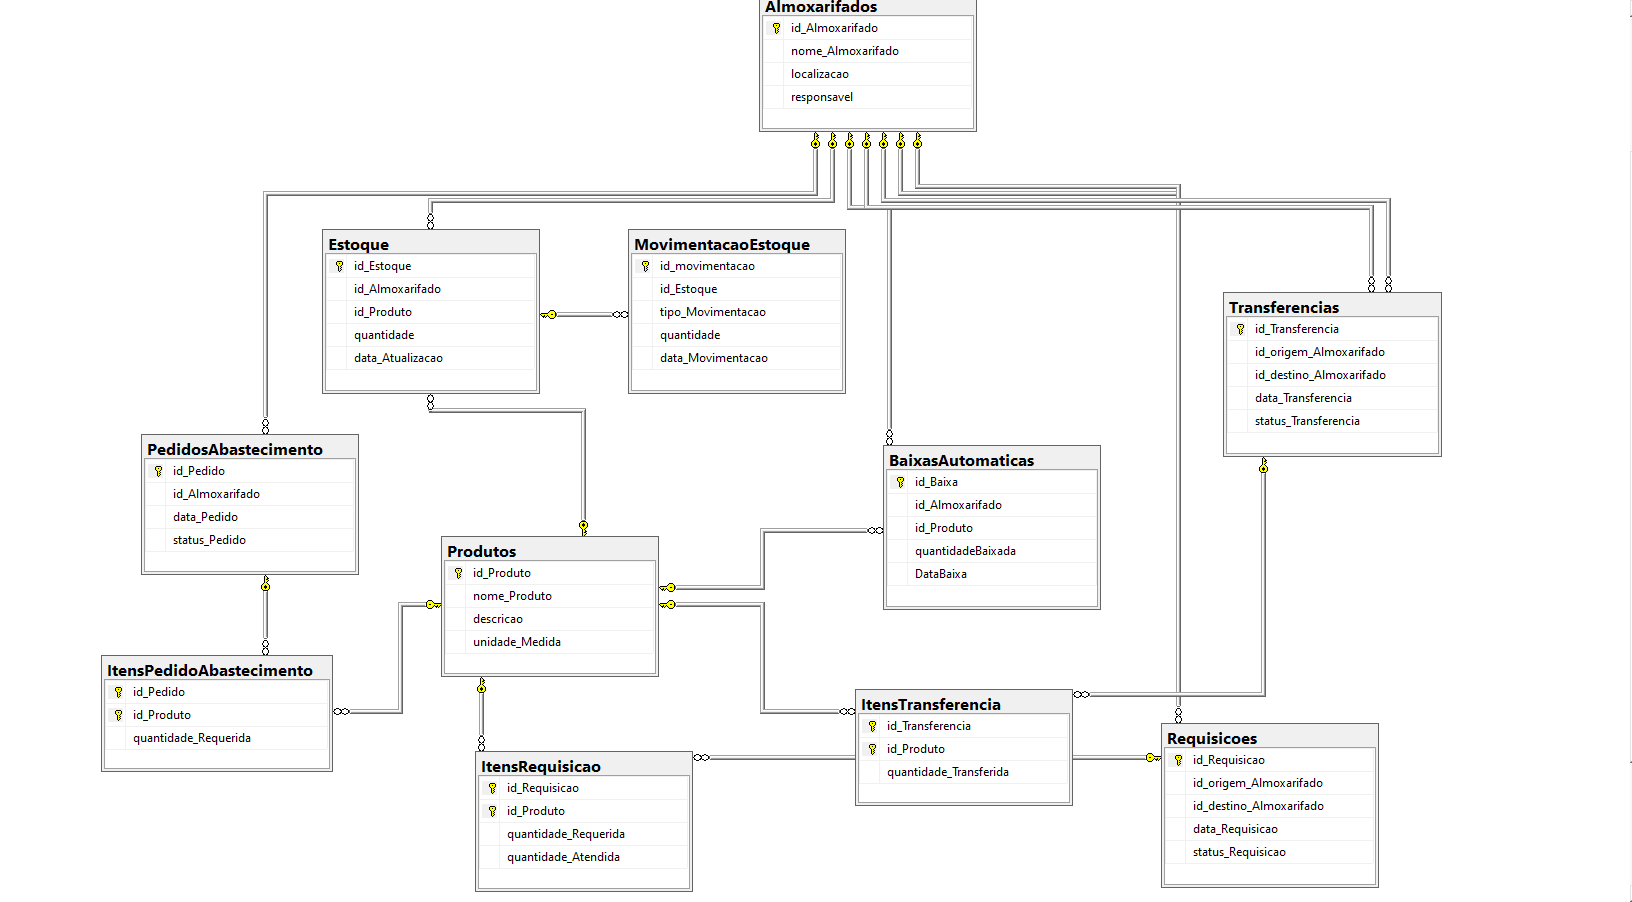 Almoxarifados
id_Almoxarifado
nome_Almoxarifado
localizacao
responsavel
Estoque
id_Estoque
id_Almoxarifado
id_Produto
quantidade
data_Atualizacao
MovimentacaoEstoque
id_movimentacao
id_Estoque
tipo_Movimentacao
quantidade
data_Movimentacao
Transferencias
id_Transferencia
id_origem_Almoxarifado
id_destino_Almoxarifado
data_Transferencia
status_Transferencia
PedidosAbastecimento
id_Pedido
id_Almoxarifado
data_Pedido
status_Pedido
BaixasAutomaticas
id_Baixa
id_Almoxarifado
id_Produto
quantidadeBaixada
DataBaixa
Produtos
id_Produto
nome_Produto
descricao
unidade_Medida
ItensPedidoAbastecimento
id_Pedido
id_Produto
quantidade_Requerida
ItensTransferencia
id_Transferencia
id_Produto
quantidade_Transferida
Requisicoes
id_Requisicao
id_origem_Almoxarifado
id_destino_Almoxarifado
data_Requisicao
status_Requisicao
ItensRequisicao
id_Requisicao
id_Produto
quantidade_Requerida
quantidade_Atendida